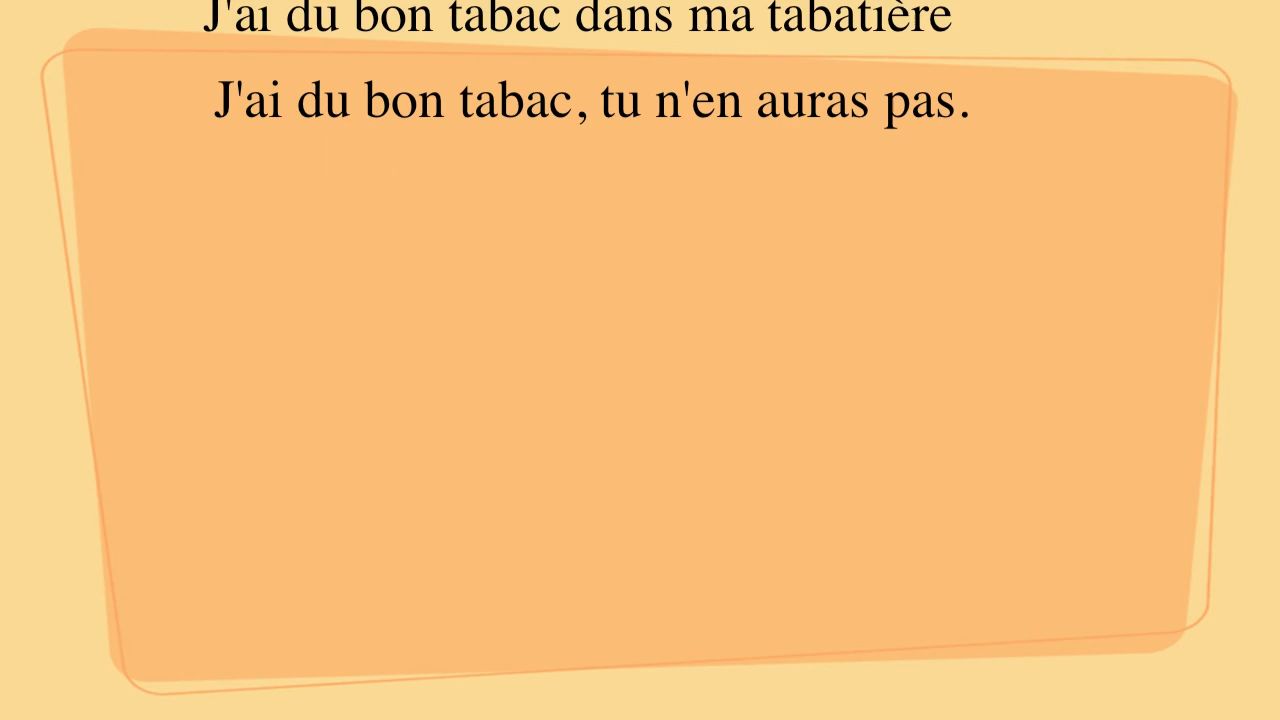 J'ai du bon tabac dans ma tabatière
J'ai du bon tabac, tu n'en auras pas.